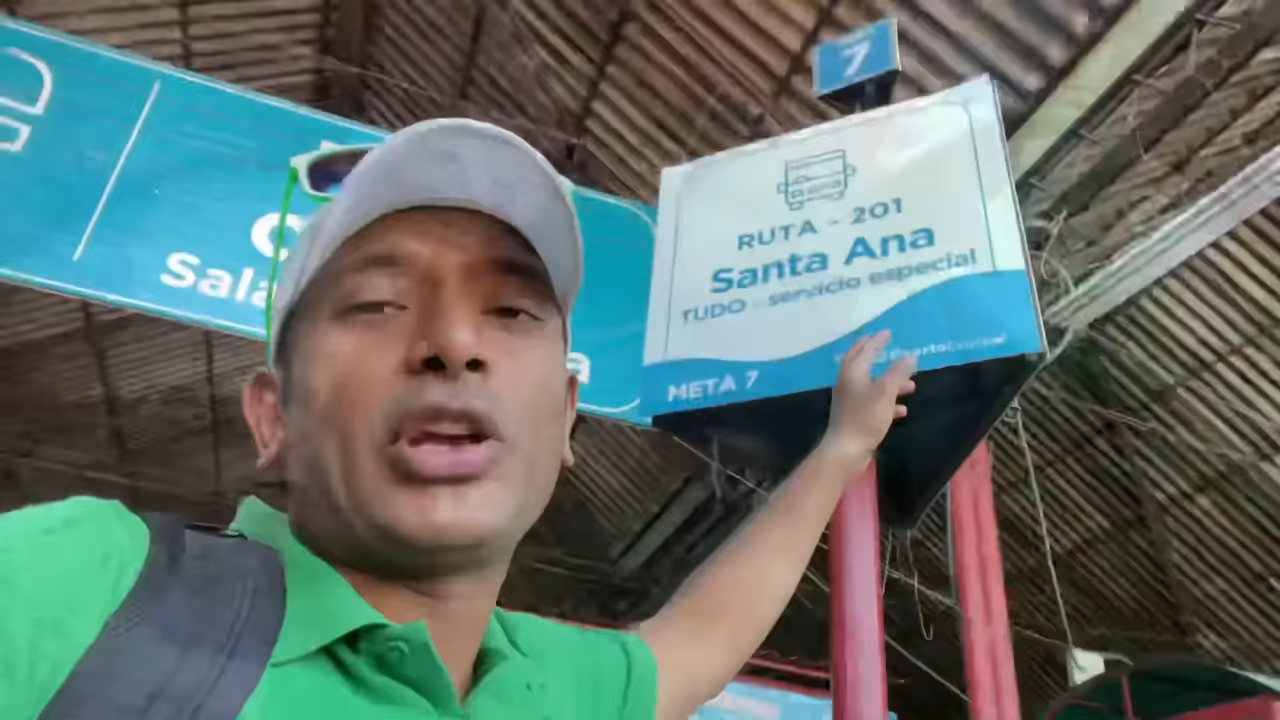 7
RUTA - 201
Santa Ana
TUDO - servicio especial
META 7
Sala
a